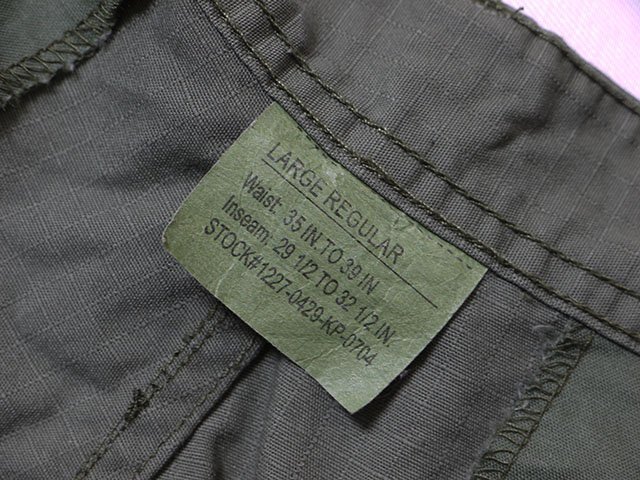 LARGE REGULAR
Waist: 35 IN.TO 39 IN
Inseam: 29 1/2 TO 32 1/2 IN.
STOCK#1227-0429-KP-0704